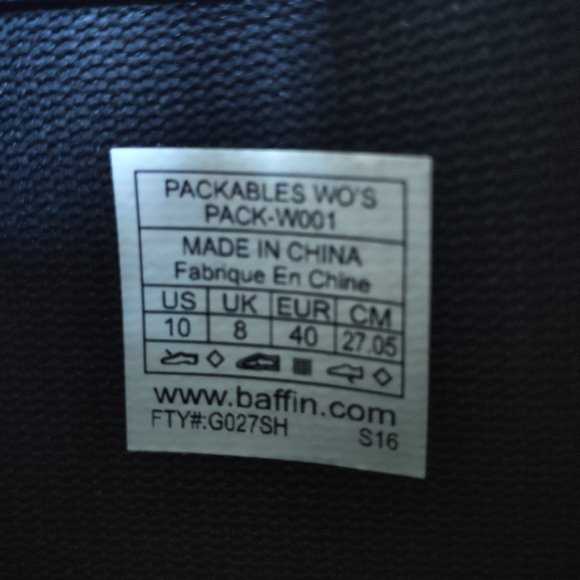 PACKABLES WO'S
PACK-W001
MADE IN CHINA
Fabrique En Chine
US UK EUR CM
10 8 40 27.05
www.baffin.com
FTY#:G027SH S16